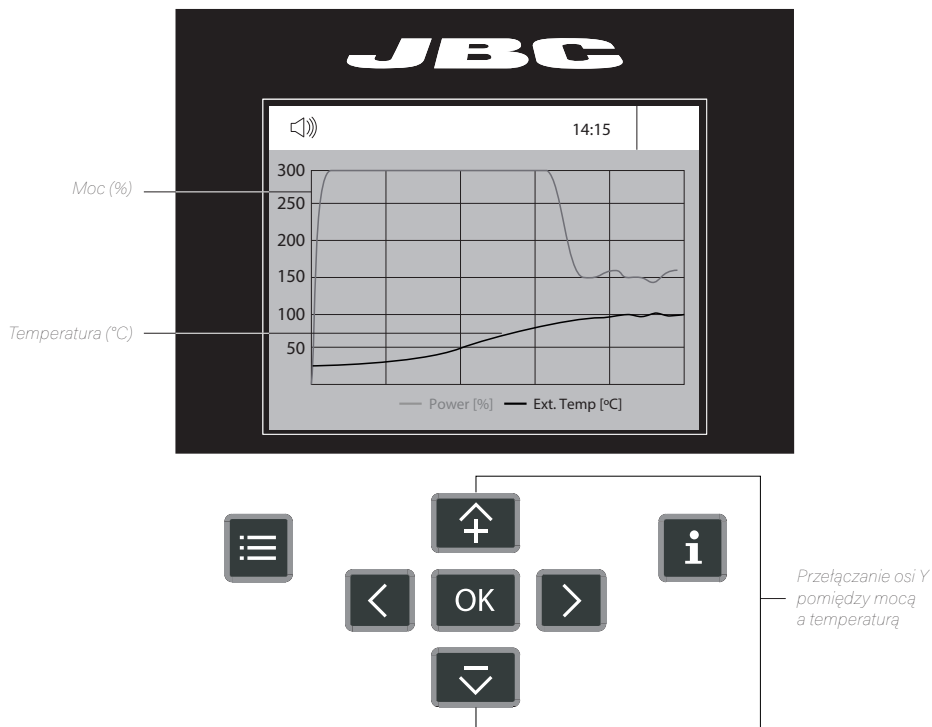 JBC
14:15
300
250
200
150
100
50
Moc (%)
Temperatura (°C)
Power [%] Ext. Temp [ºC]
OK
i
Przełączanie osi Y
pomiędzy mocą
a temperaturą